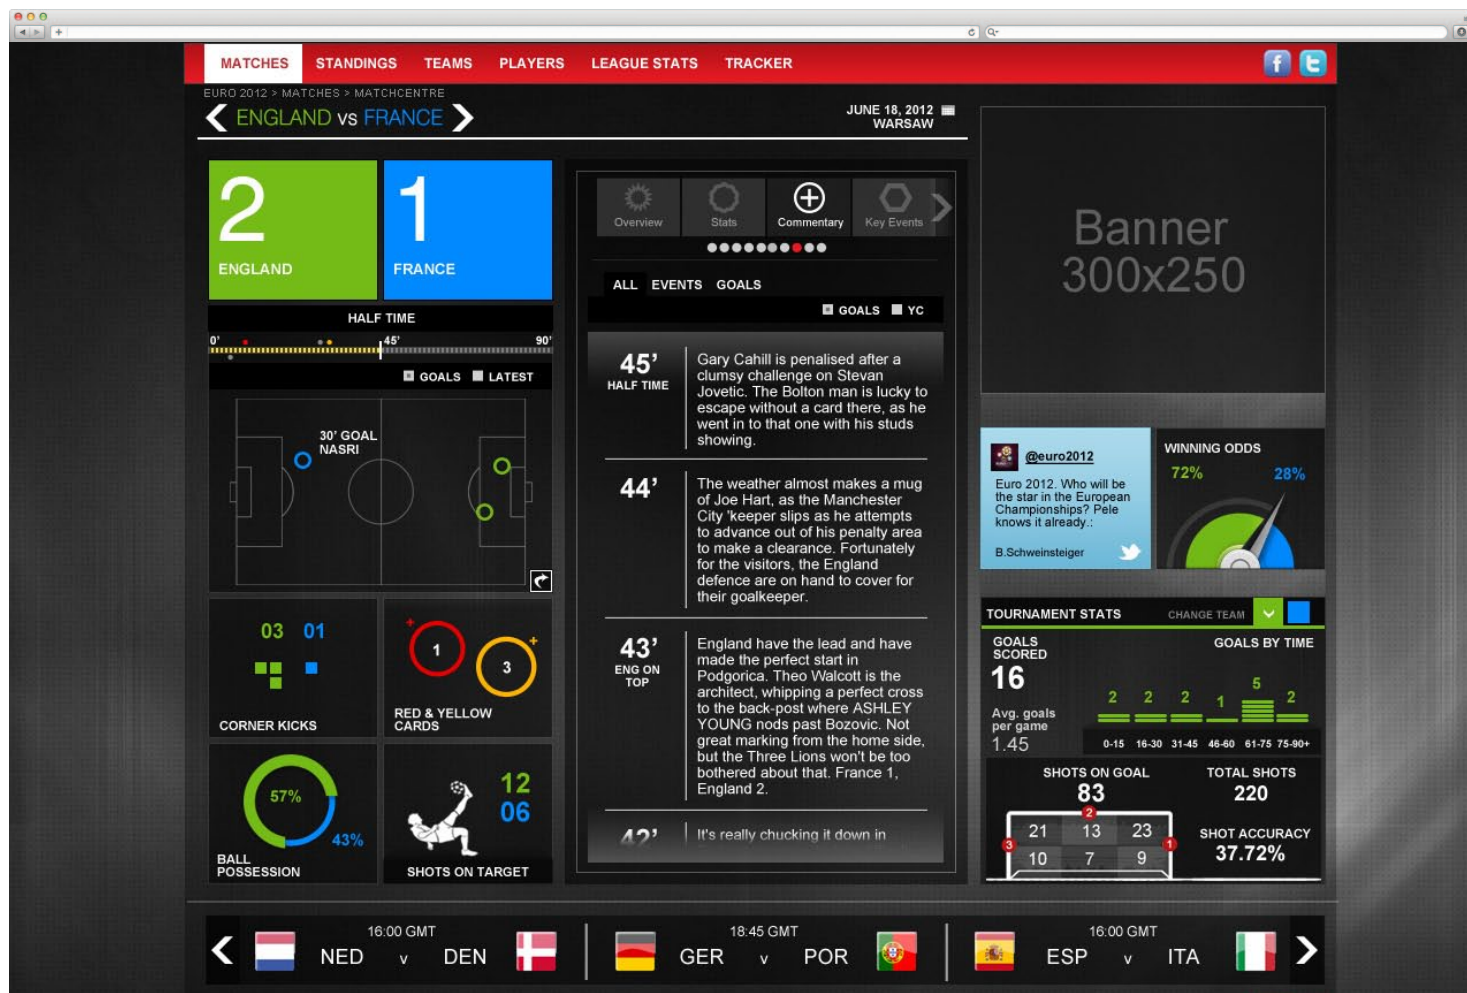 MATCHES STANDINGS TEAMS PLAYERS LEAGUE STATS TRACKER
EURO 2012 > MATCHES > MATCHCENTRE
ENGLAND vs FRANCE
JUNE 18, 2012
WARSAW
2
ENGLAND
1
FRANCE
HALF TIME
0' 45' 90'
GOALS LATEST
30' GOAL
NASRI
03 01
CORNER KICKS
1
3
RED & YELLOW
CARDS
57%
43%
BALL
POSSESSION
12
06
SHOTS ON TARGET
Overview Stats Commentary Key Events
ALL EVENTS GOALS
GOALS YC
45’
HALF TIME
Gary Cahill is penalised after a
clumsy challenge on Stevan
Jovetic. The Bolton man is lucky to
escape without a card there, as he
went in to that one with his studs
showing.
44’
The weather almost makes a mug
of Joe Hart, as the Manchester
City 'keeper slips as he attempts
to advance out of his penalty area
to make a clearance. Fortunately
for the visitors, the England
defence are on hand to cover for
their goalkeeper.
43’
ENG ON
TOP
England have the lead and have
made the perfect start in
Podgorica. Theo Walcott is the
architect, whipping a perfect cross
to the back-post where ASHLEY
YOUNG nods past Bozovic. Not
great marking from the home side,
but the Three Lions won't be too
bothered about that. France 1,
England 2.
42’
It's really chucking it down in
Banner
300x250
@euro2012
Euro 2012. Who will be
the star in the European
Championships? Pele
knows it already.:
B.Schweinsteiger
WINNING ODDS
72%
28%
TOURNAMENT STATS
CHANGE TEAM
GOALS
SCORED
16
Avg. goals
per game
1.45
GOALS BY TIME
2 2 2 1 5 2
0-15 16-30 31-45 46-60 61-75 75-90+
SHOTS ON GOAL
83
2
21 13 23
3
1
10 7 9
TOTAL SHOTS
220
SHOT ACCURACY
37.72%
16:00 GMT
NED v DEN
18:45 GMT
GER v POR
16:00 GMT
ESP v ITA